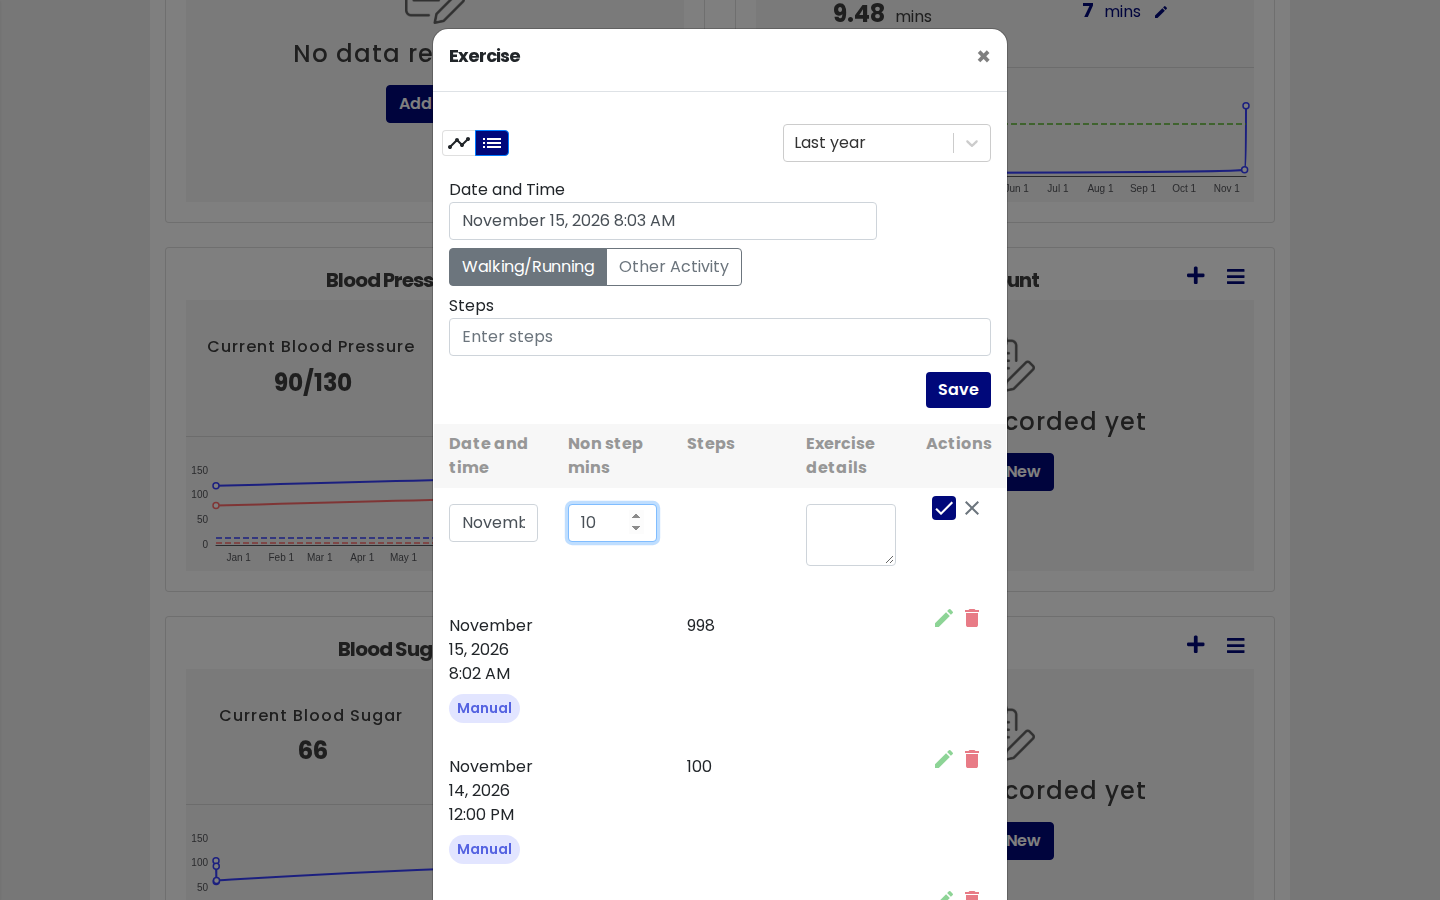 9.48 mins
7 mins
No data re
Add
Exercise
×
Last year
Date and Time
November 15, 2026 8:03 AM
Walking/Running
Other Activity
Steps
Enter steps
Save
Date and time
Non step mins
Steps
Exercise details
Actions
Novemb
10
November 15, 2026 8:02 AM
998
Manual
November 14, 2026 12:00 PM
100
Manual
un 1 Jul 1 Aug 1 Sep 1 Oct 1 Nov 1
Blood Press
Current Blood Pressure
90/130
150
100
50
0
Jan 1 Feb 1 Mar 1 Apr 1 May 1
unt
corded yet
New
Blood Sug
Current Blood Sugar
66
150
100
50
corded yet
New